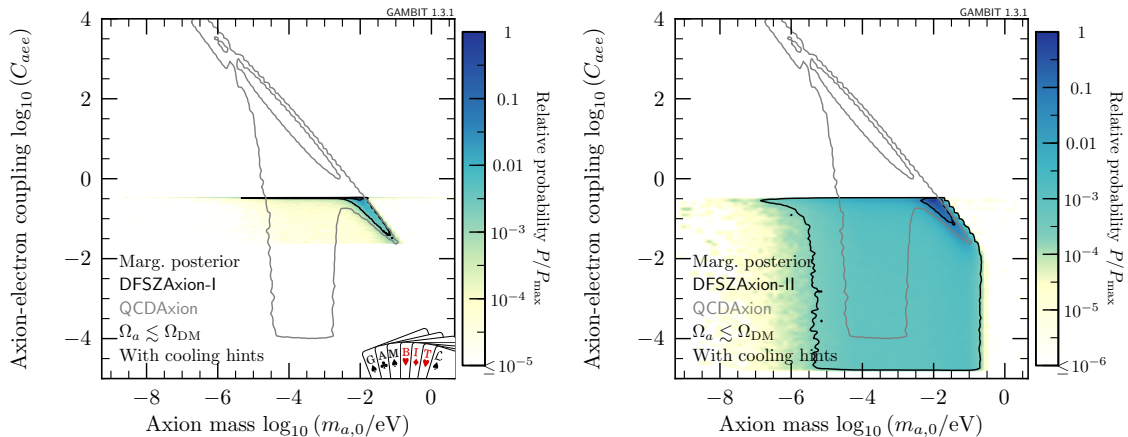 GAMBIT 1.3.1
Axion-electron coupling log₁₀ (Cₐₑₑ)
4
2
0
−2
−4
Marg. posterior
DFSZAxion-I
QCDAxion
Ωₐ ≲ Ω_DM
With cooling hints
GAMBIT
−8
−6
−4
−2
0
Axion mass log₁₀ (mₐ,₀/eV)
1
0.1
0.01
10⁻³
10⁻⁴
≤10⁻⁵
Relative probability P/Pₘₐₓ
GAMBIT 1.3.1
Axion-electron coupling log₁₀ (Cₐₑₑ)
4
2
0
−2
−4
Marg. posterior
DFSZAxion-II
QCDAxion
Ωₐ ≲ Ω_DM
With cooling hints
−8
−6
−4
−2
0
Axion mass log₁₀ (mₐ,₀/eV)
1
0.1
0.01
10⁻³
10⁻⁴
10⁻⁵
≤10⁻⁶
Relative probability P/Pₘₐₓ